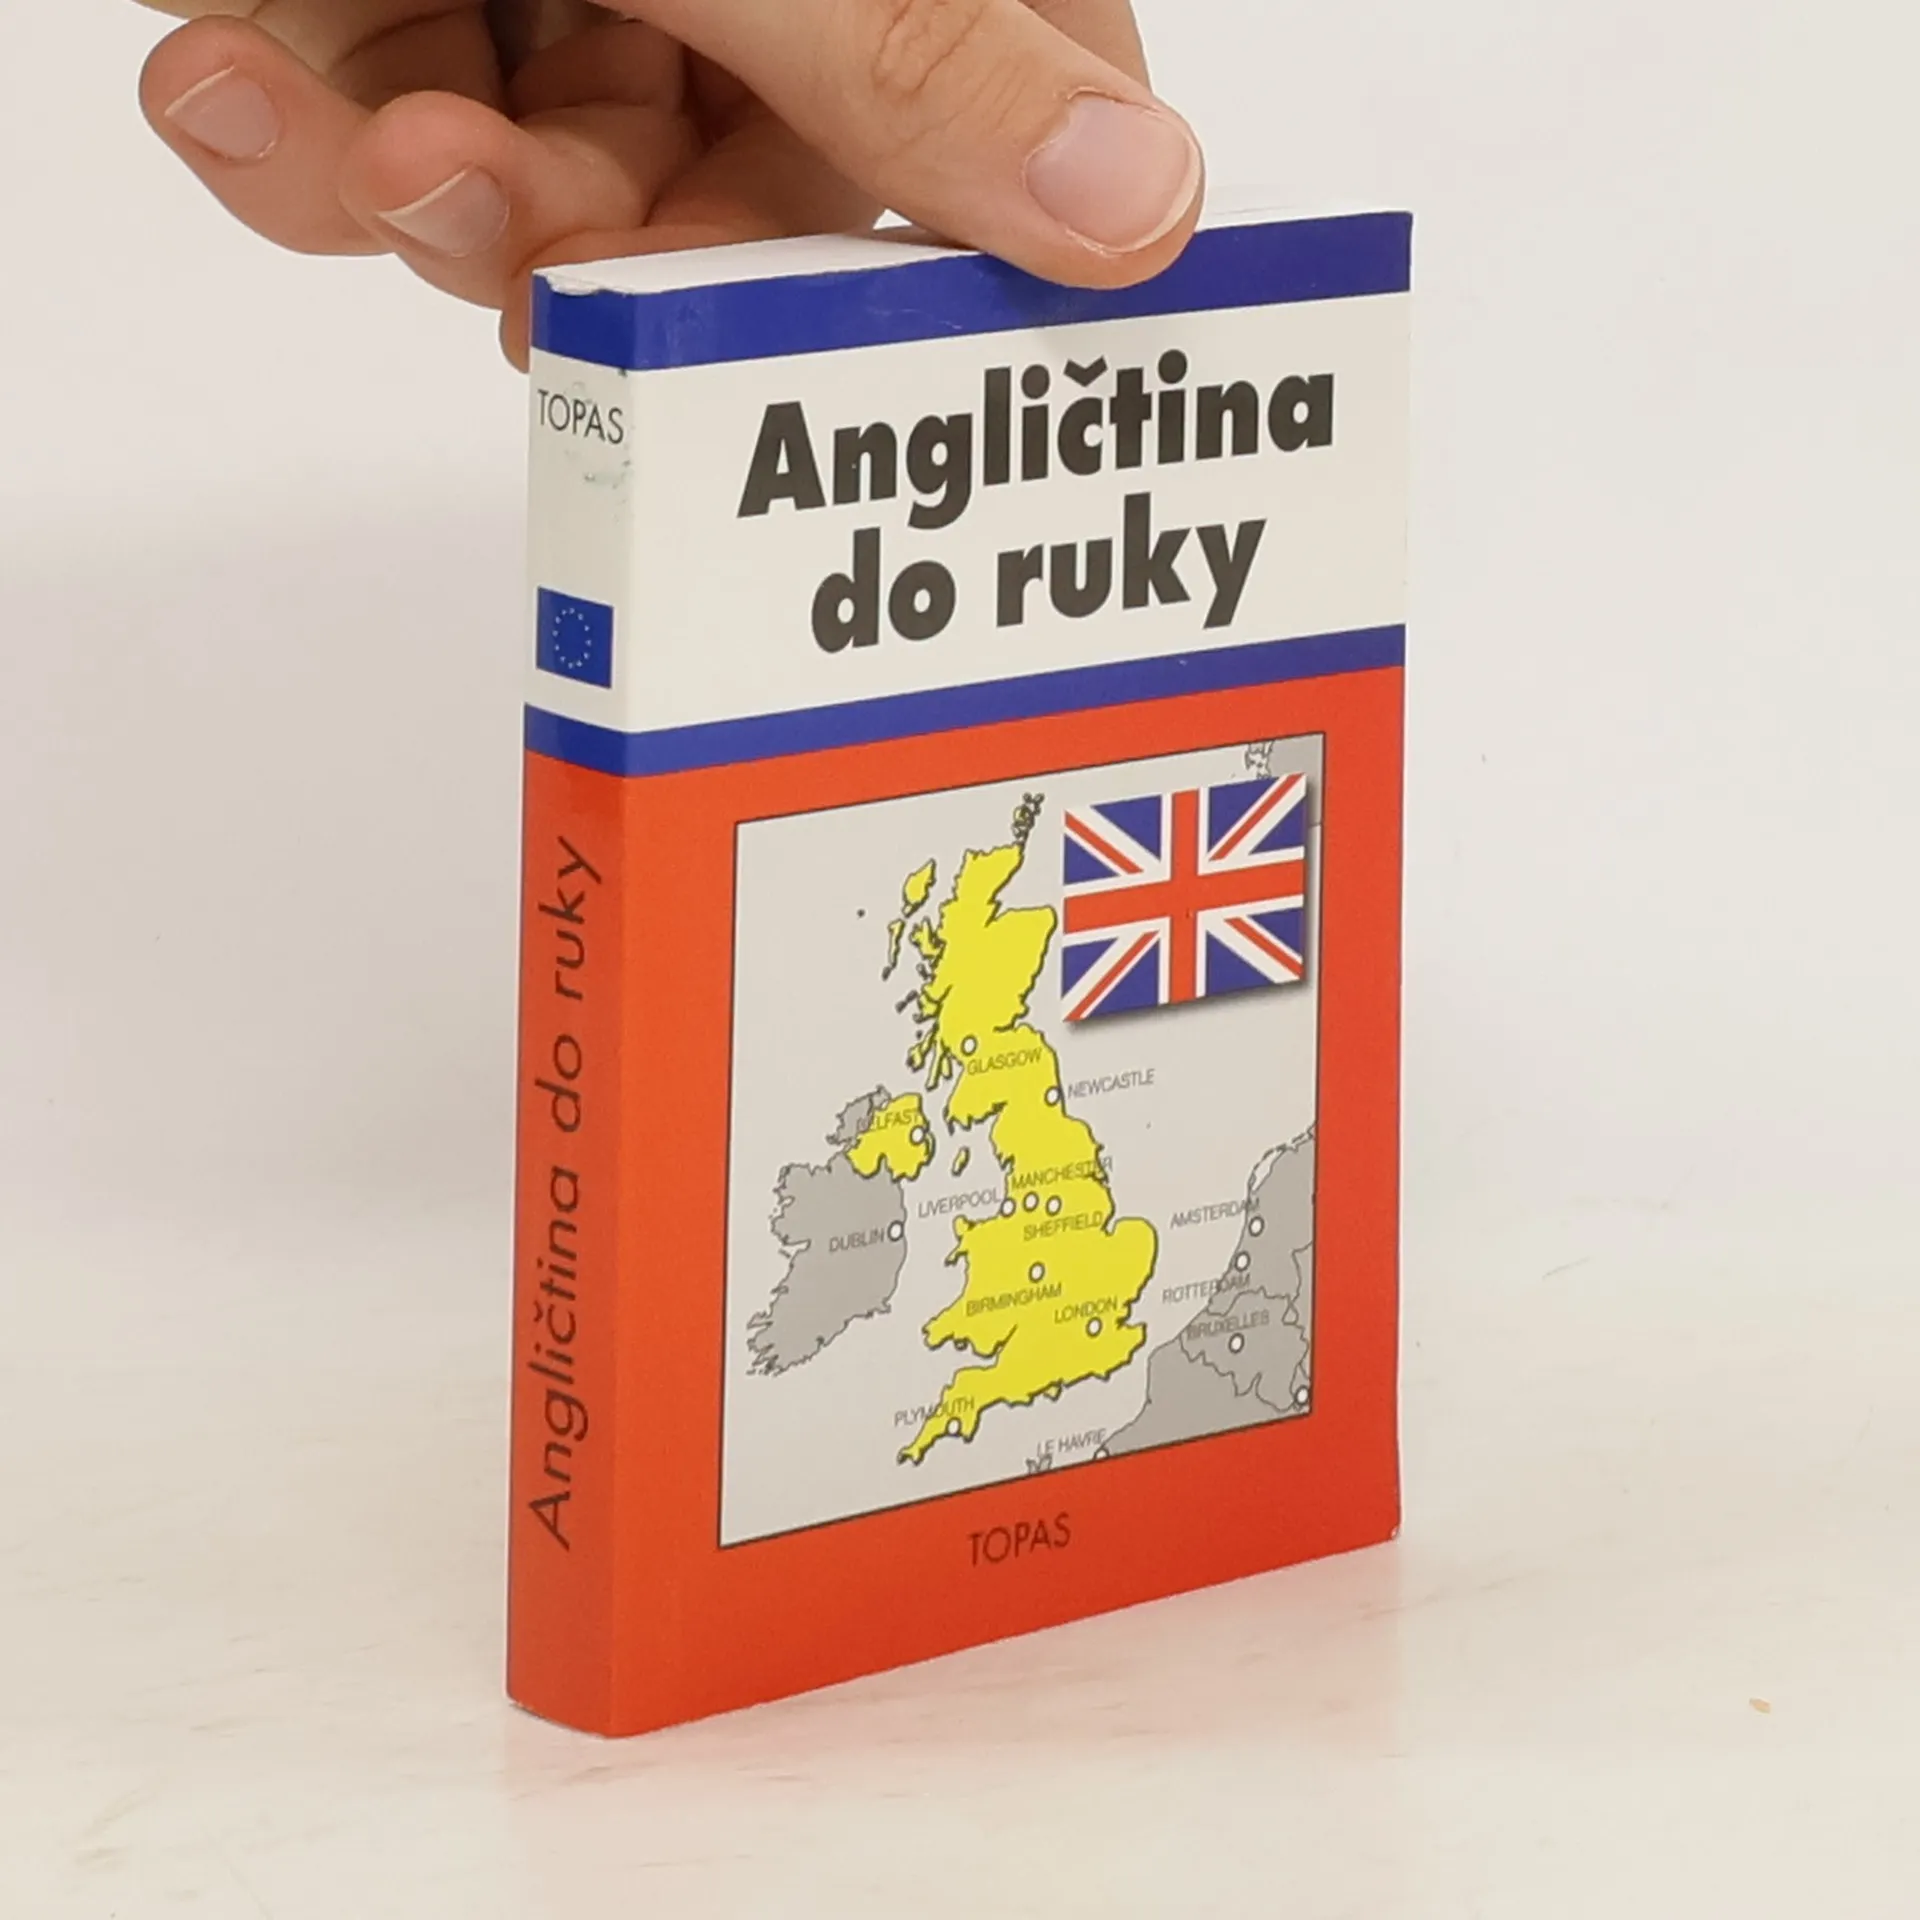 TOPAS
Angličtina do ruky
Angličtina
do ruky
GLASGOW
NEWCASTLE
BELFAST
MANCHESTER
LIVERPOOL
SHEFFIELD
DUBLIN
AMSTERDAM
BIRMINGHAM
ROTTERDAM
LONDON
BRUXELLES
PLYMOUTH
LE HAVRE
TOPAS